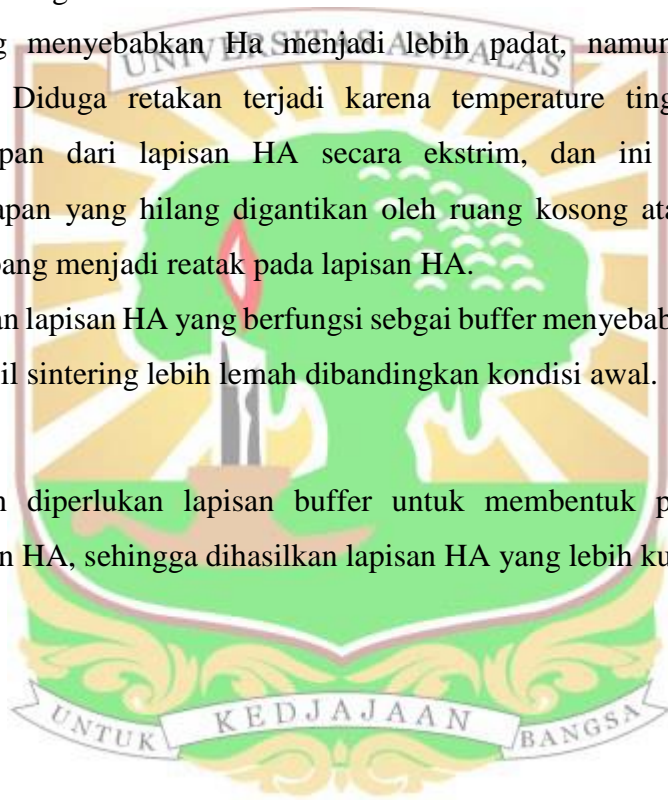 g menyebabkan Ha menjadi lebih padat, namun
UNIVERSITAS ANDALAS
Diduga retakan terjadi karena temperature ting
pan dari lapisan HA secara ekstrim, dan ini
apan yang hilang digantikan oleh ruang kosong ata
bang menjadi reatak pada lapisan HA.
an lapisan HA yang berfungsi sebgai buffer menyebab
il sintering lebih lemah dibandingkan kondisi awal.
n diperlukan lapisan buffer untuk membentuk p
n HA, sehingga dihasilkan lapisan HA yang lebih ku
UNTUK KEDJAJAAN BANGSA